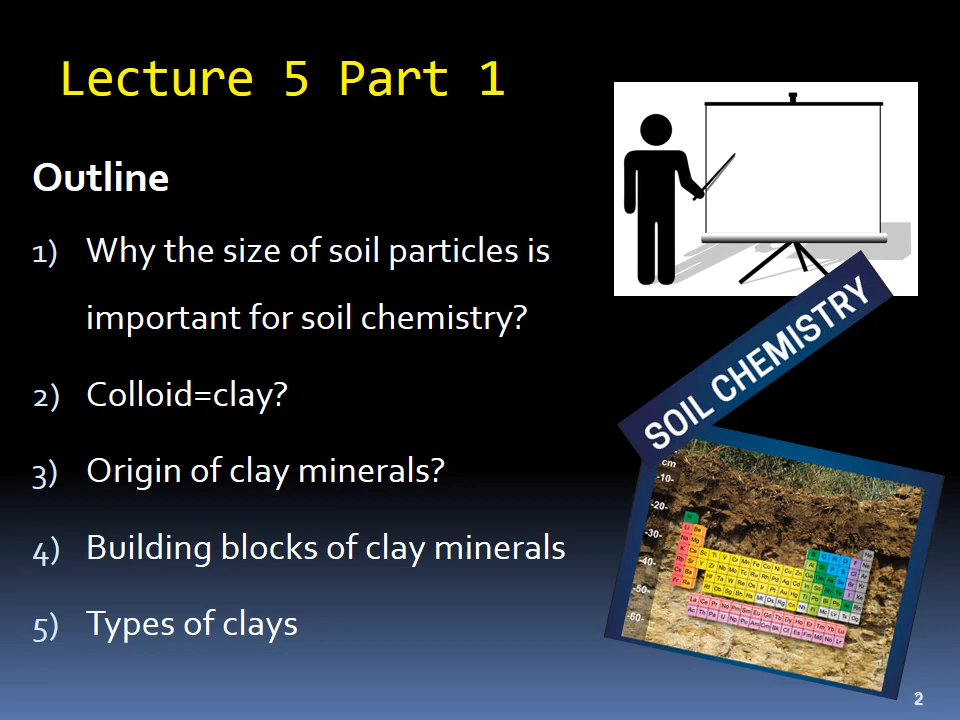 Lecture 5 Part 1
Outline
1) Why the size of soil particles is
important for soil chemistry?
2) Colloid=clay?
3) Origin of clay minerals?
4) Building blocks of clay minerals
5) Types of clays
SOIL CHEMISTRY
cm
-10-
-20-
-30-
-40-
-50-
-60-
2